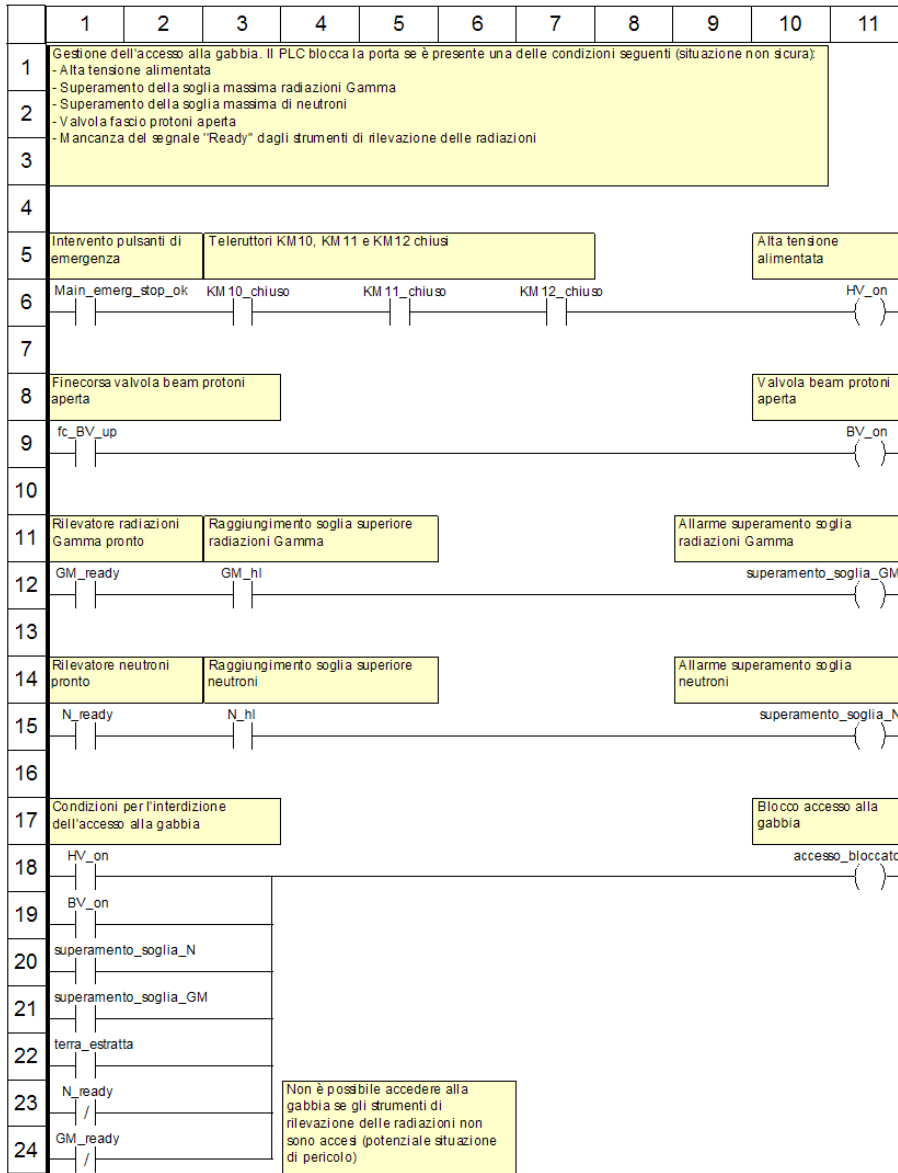 1 2 3 4 5 6 7 8 9 10 11
1
Gestione dell'accesso alla gabbia. Il PLC blocca la porta se è presente una delle condizioni seguenti (situazione non sicura):
- Alta tensione alimentata
- Superamento della soglia massima radiazioni Gamma
2
- Superamento della soglia massima di neutroni
- Valvola fascio protoni aperta
- Mancanza del segnale "Ready" dagli strumenti di rilevazione delle radiazioni
3
4
5
Intervento pulsanti di
emergenza
Teleruttori KM10, KM11 e KM12 chiusi
Alta tensione
alimentata
6
Main_emerg_stop_ok KM10_chiuso KM11_chiuso KM12_chiuso HV_on
7
8
Finecorsa valvola beam protoni
aperta
Valvola beam protoni
aperta
9
fc_BV_up BV_on
10
11
Rilevatore radiazioni
Gamma pronto
Raggiungimento soglia superiore
radiazioni Gamma
Allarme superamento soglia
radiazioni Gamma
12
GM_ready GM_hl superamento_soglia_GM
13
14
Rilevatore neutroni
pronto
Raggiungimento soglia superiore
neutroni
Allarme superamento soglia
neutroni
15
N_ready N_hl superamento_soglia_N
16
17
Condizioni per l'interdizione
dell'accesso alla gabbia
Blocco accesso alla
gabbia
18
HV_on accesso_bloccato
19
BV_on
20
superamento_soglia_N
21
superamento_soglia_GM
22
terra_estratta
23
N_ready
Non è possibile accedere alla
gabbia se gli strumenti di
rilevazione delle radiazioni non
sono accesi (potenziale situazione
di pericolo)
24
GM_ready